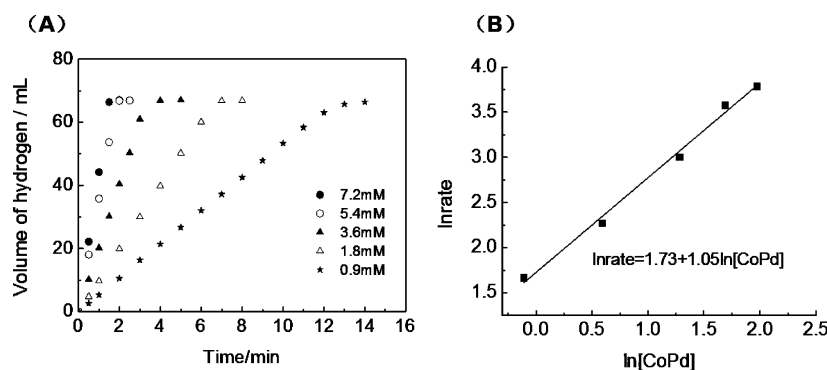 (A)
(B)
Volume of hydrogen / mL
80
60
40
20
0
0 2 4 6 8 10 12 14 16
Time/min
7.2mM
5.4mM
3.6mM
1.8mM
0.9mM
lnrate
4.0
3.5
3.0
2.5
2.0
1.5
0.0 0.5 1.0 1.5 2.0
ln[CoPd]
lnrate=1.73+1.05ln[CoPd]